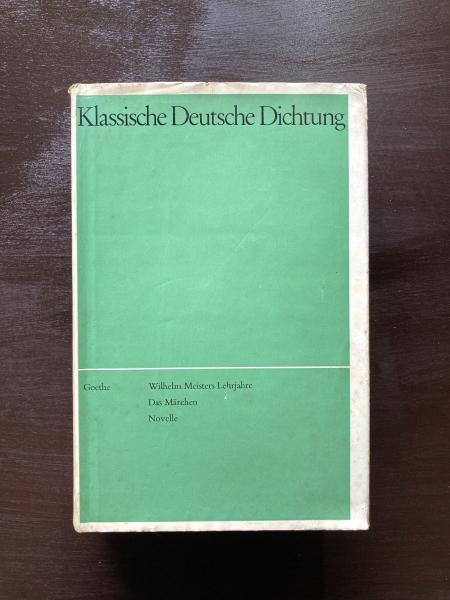 Klassische Deutsche Dichtung
Goethe Wilhelm Meisters Lehrjahre
Das Märchen
Novelle